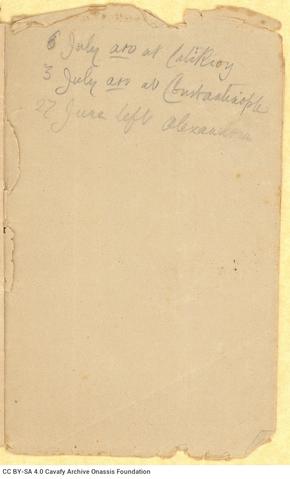 6 July arr at Catikioy
3 July arr at Constantinople
27 June left Alexandria
CC BY-SA 4.0 Cavafy Archive Onassis Foundation